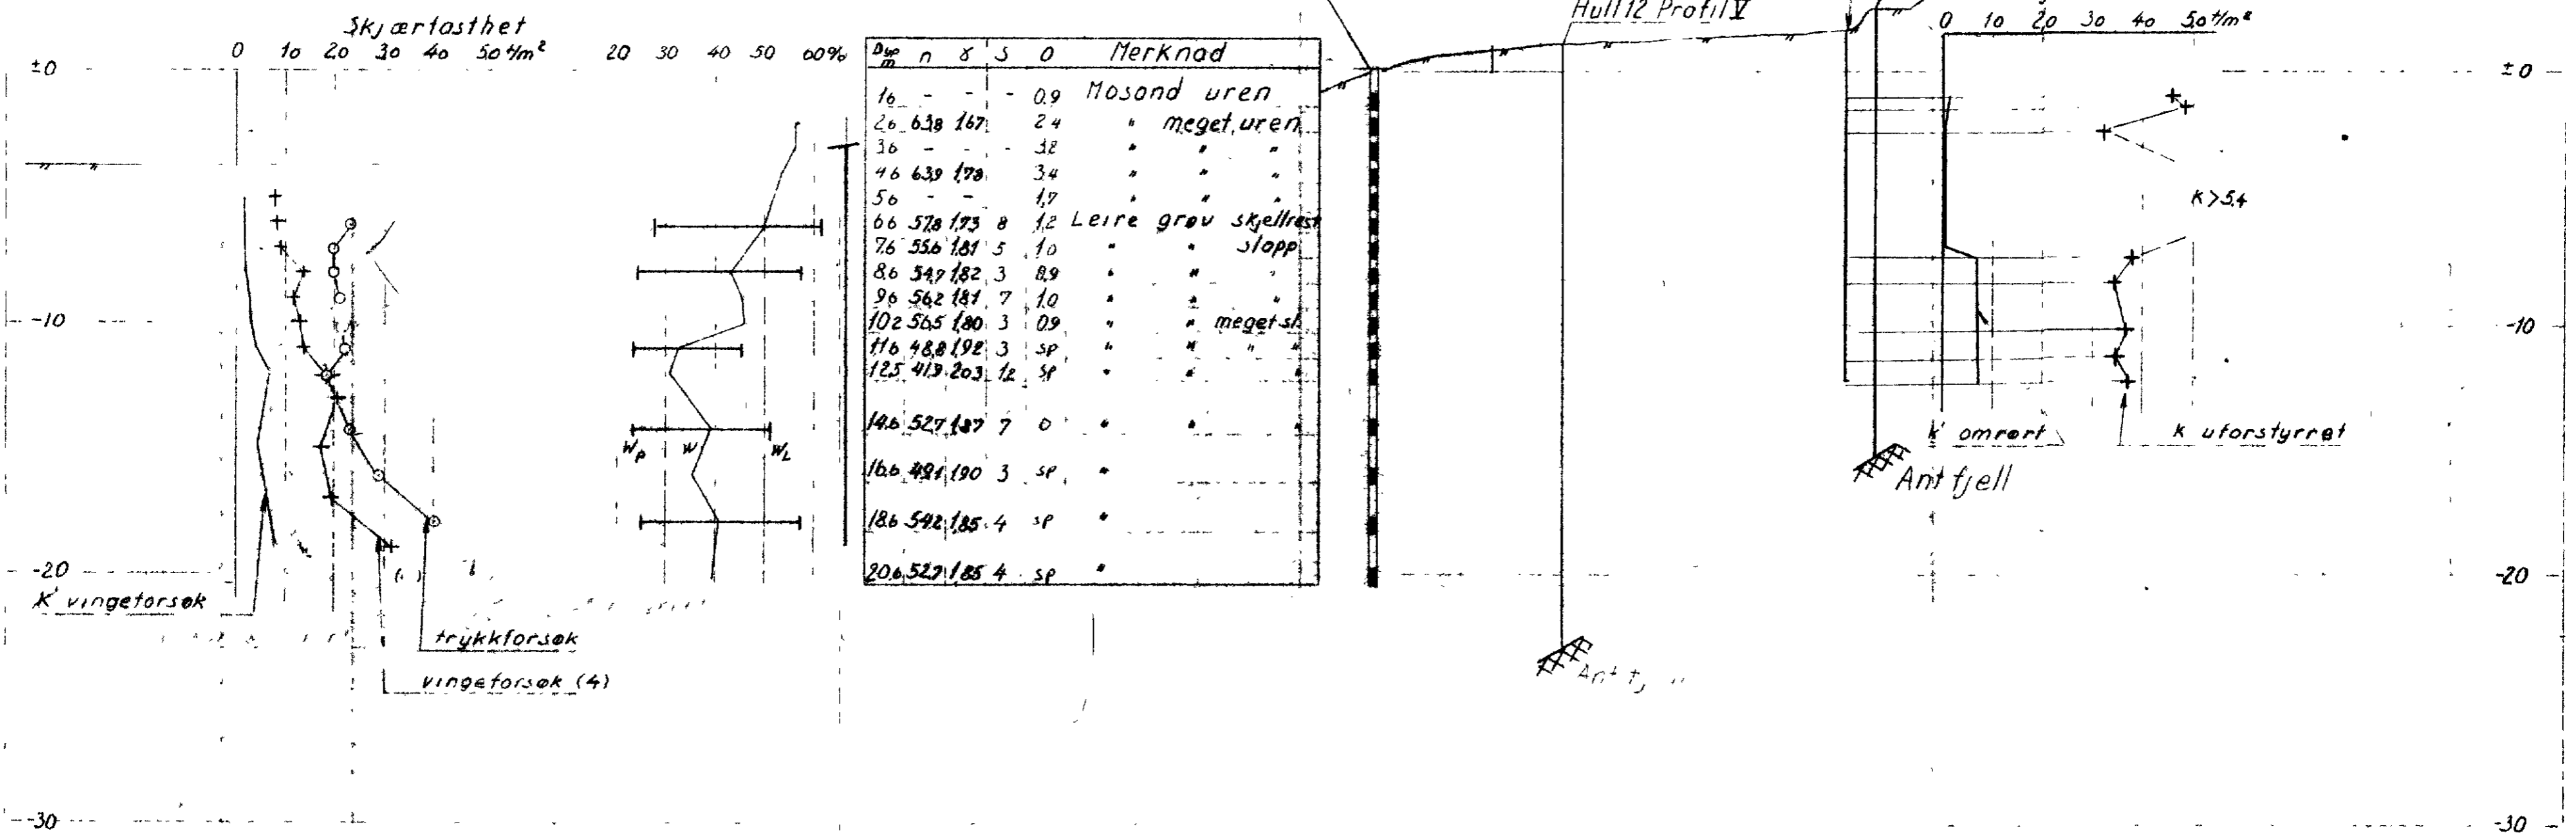 Skjærfasthet
0 10 20 30 40 50 t/m²
20 30 40 50 60%
Hull 12 Profil V
0 10 20 30 40 50 t/m²
±0
±0
Dyp m n γ S O Merknad
1.6 - - - 0.9 Mosand uren
2.6 63.8 1.67 2.4 " meget uren
3.6 - - - 3.2 " " "
4.6 63.9 1.78 3.4 " " "
5.6 - - 1.7 " " "
6.6 57.8 1.73 8 1.2 Leire grøv skjellrest
7.6 55.6 1.81 5 1.0 " " slopp
8.6 54.7 1.82 3 0.9 " " "
9.6 56.2 1.81 7 1.0 " " "
10.2 56.5 1.80 3 0.9 " " meget sl.
11.6 48.8 1.92 3 sp " " " "
12.5 41.9 2.03 12 sp " " "
14.6 52.7 1.87 7 0 " " "
16.6 49.1 1.90 3 sp "
18.6 54.2 1.85 4 sp "
20.6 52.7 1.85 4 sp "
K>5.4
-10
-10
Wp W WL
k' omrørt
k uforstyrret
Ant fjell
-20
-20
K' vingeforsøk
trykkforsøk
vingeforsøk (4)
Ant fj
-30
-30